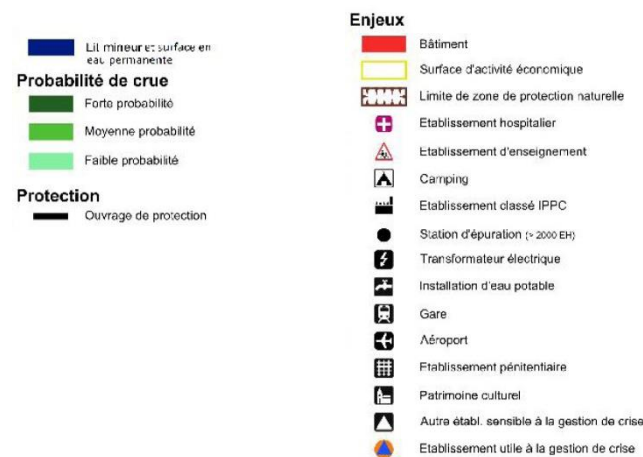 Lit mineur et surface en
eau permanente
Probabilité de crue
Forte probabilité
Moyenne probabilité
Faible probabilité
Protection
Ouvrage de protection
Enjeux
Bâtiment
Surface d'activité économique
Limite de zone de protection naturelle
Etablissement hospitalier
Etablissement d'enseignement
Camping
Etablissement classé IPPC
Station d'épuration (> 2000 EH)
Transformateur électrique
Installation d'eau potable
Gare
Aéroport
Etablissement pénitentiaire
Patrimoine culturel
Autre établ. sensible à la gestion de crise
Etablissement utile à la gestion de crise